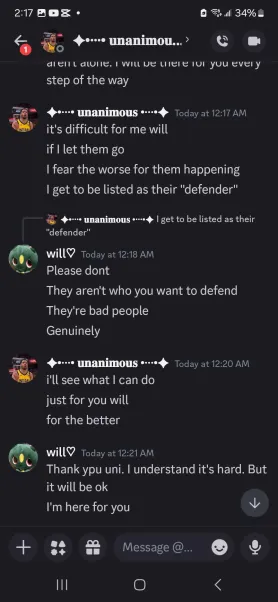 2:17
34%
1
✦•···· unanimou... >
aren't alone. I will be there for you every
step of the way
✦•···· unanimous ····•✦ Today at 12:17 AM
it's difficult for me will
if I let them go
I fear the worse for them happening
I get to be listed as their "defender"
✦•···· unanimous ····•✦ I get to be listed as their
"defender"
will♡ Today at 12:18 AM
Please dont
They aren't who you want to defend
They're bad people
Genuinely
✦•···· unanimous ····•✦ Today at 12:20 AM
i'll see what I can do
just for you will
for the better
will♡ Today at 12:21 AM
Thank ypu uni. I understand it's hard. But
it will be ok
I'm here for you
Message @...